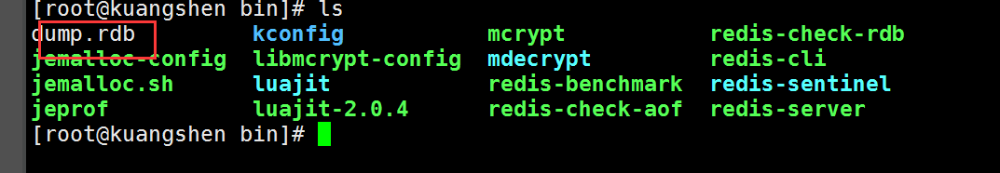 [root@kuangshen bin]# ls
dump.rdb kconfig mcrypt redis-check-rdb
jemalloc-config libmcrypt-config mdecrypt redis-cli
jemalloc.sh luajit redis-benchmark redis-sentinel
jeprof luajit-2.0.4 redis-check-aof redis-server
[root@kuangshen bin]#